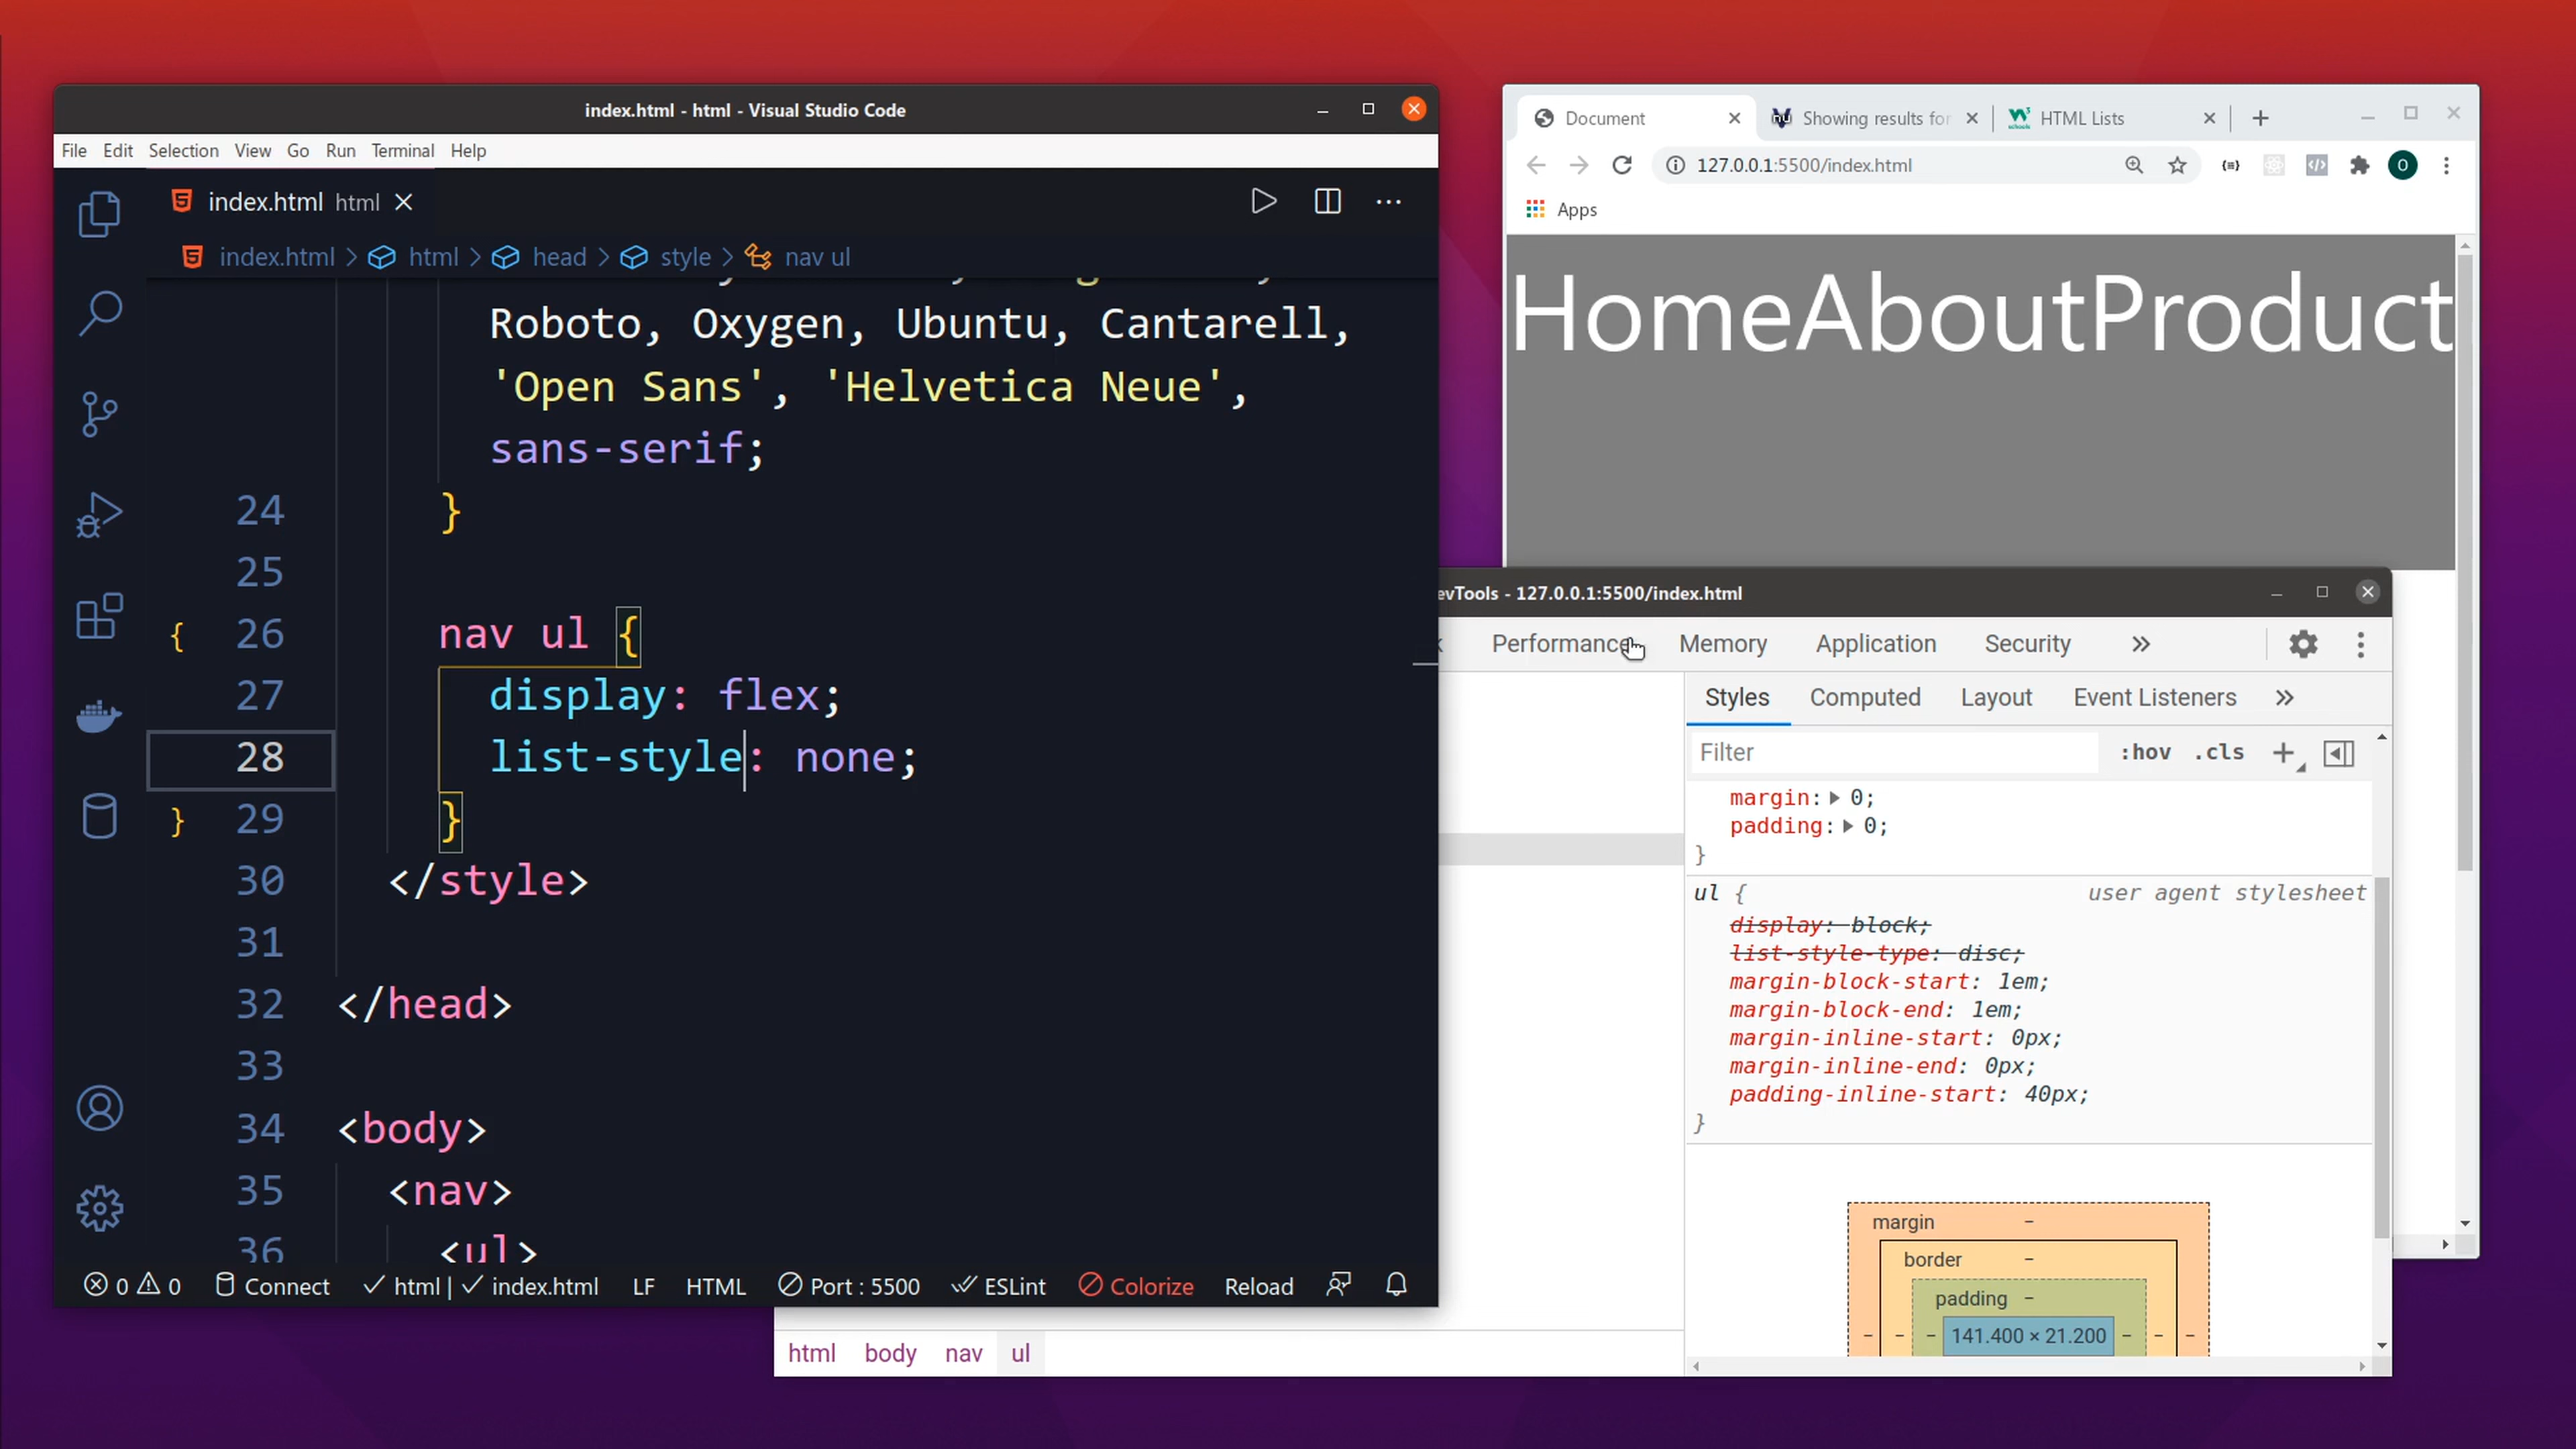 index.html - html - Visual Studio Code
File Edit Selection View Go Run Terminal Help
index.html html
index.html > html > head > style > nav ul
Roboto, Oxygen, Ubuntu, Cantarell,
'Open Sans', 'Helvetica Neue',
sans-serif;
24 }
25
{ 26 nav ul {
27 display: flex;
28 list-style: none;
} 29 }
30 </style>
31
32 </head>
33
34 <body>
35 <nav>
36 <ul>
0 0 Connect html | index.html LF HTML Port : 5500 ESLint Colorize Reload
Document
Showing results for
HTML Lists
127.0.0.1:5500/index.html
O
Apps
HomeAboutProduct
evTools - 127.0.0.1:5500/index.html
Performance Memory Application Security
Styles Computed Layout Event Listeners
Filter :hov .cls
margin: 0;
padding: 0;
}
ul { user agent stylesheet
display: block;
list-style-type: disc;
margin-block-start: 1em;
margin-block-end: 1em;
margin-inline-start: 0px;
margin-inline-end: 0px;
padding-inline-start: 40px;
}
margin -
border -
padding -
- - - 141.400 × 21.200 - - -
html body nav ul